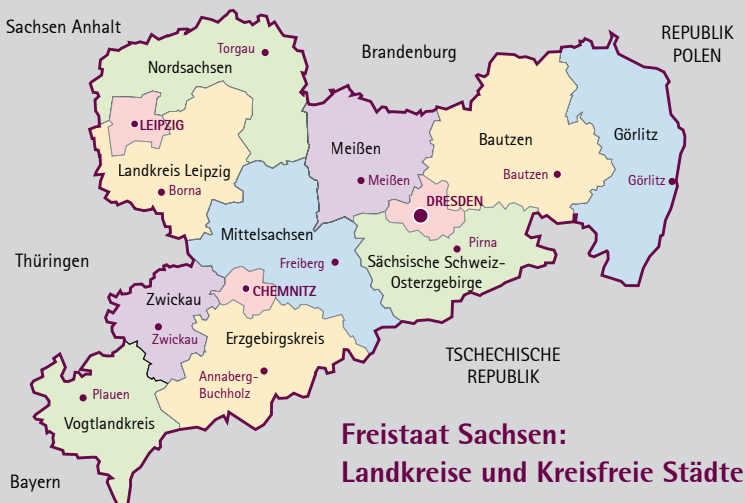 Sachsen Anhalt
Brandenburg
REPUBLIK
POLEN
Torgau
Nordsachsen
LEIPZIG
Landkreis Leipzig
Borna
Meißen
Meißen
Bautzen
Bautzen
Görlitz
Görlitz
DRESDEN
Mittelsachsen
Freiberg
Pirna
Sächsische Schweiz-
Osterzgebirge
Thüringen
Zwickau
Zwickau
CHEMNITZ
Erzgebirgskreis
Annaberg-
Buchholz
TSCHECHISCHE
REPUBLIK
Plauen
Vogtlandkreis
Bayern
Freistaat Sachsen:
Landkreise und Kreisfreie Städte